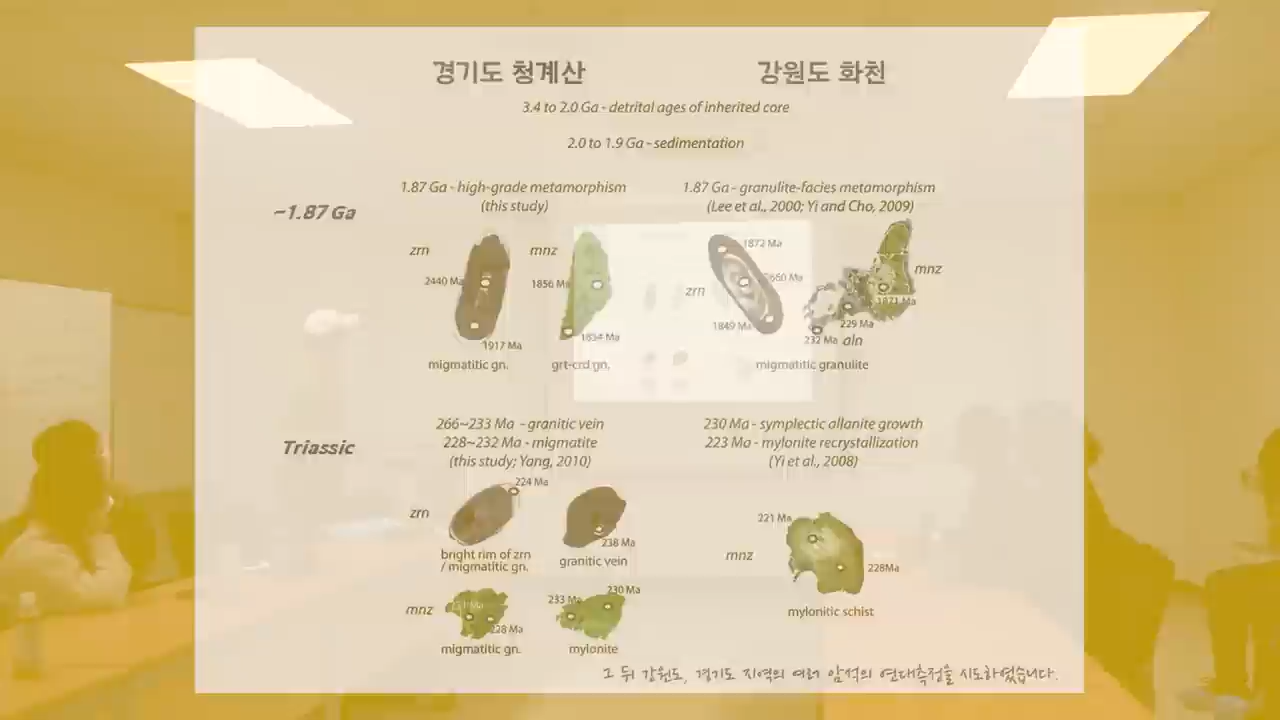 경기도 청계산
강원도 화천
3.4 to 2.0 Ga - detrital ages of inherited core
2.0 to 1.9 Ga - sedimentation
~1.87 Ga
1.87 Ga - high-grade metamorphism
(this study)
1.87 Ga - granulite-facies metamorphism
(Lee et al., 2000; Yi and Cho, 2009)
zrn
2440 Ma
1917 Ma
migmatitic gn.
mnz
1856 Ma
1854 Ma
grt-crd gn.
zrn
1872 Ma
1849 Ma
mnz
1871 Ma
229 Ma
232 Ma
aln
migmatitic granulite
Triassic
266~233 Ma - granitic vein
228~232 Ma - migmatite
(this study; Yang, 2010)
230 Ma - symplectic allanite growth
223 Ma - mylonite recrystallization
(Yi et al., 2008)
zrn
224 Ma
bright rim of zrn
/ migmatitic gn.
238 Ma
granitic vein
mnz
228 Ma
migmatitic gn.
233 Ma
230 Ma
mylonite
mnz
221 Ma
228Ma
mylonitic schist
그 뒤 강원도, 경기도 지역의 여러 암석의 연대측정을 시도하였습니다.